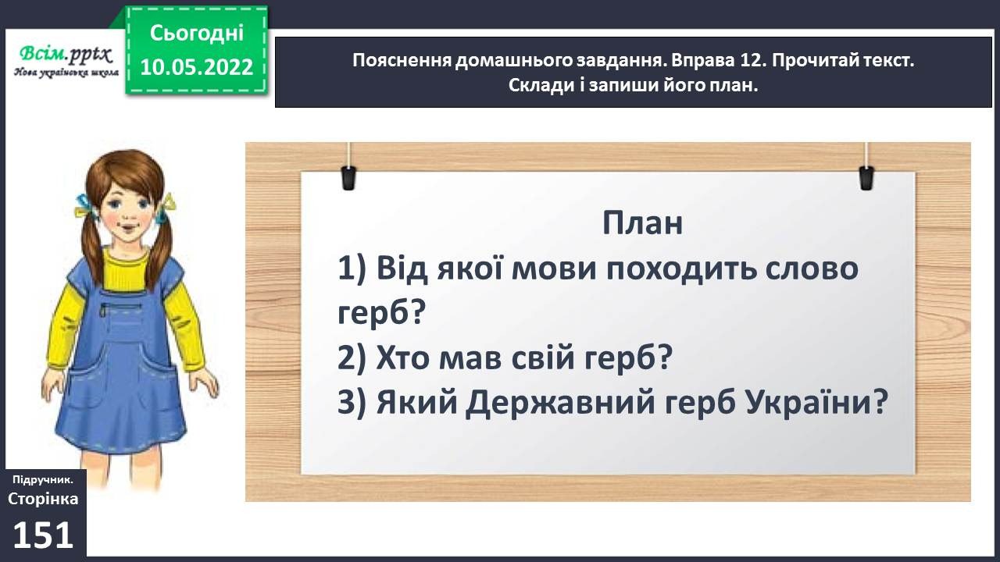 Всім.pptx
Нова українська школа
Сьогодні
10.05.2022
Пояснення домашнього завдання. Вправа 12. Прочитай текст.
Склади і запиши його план.
План
1) Від якої мови походить слово
герб?
2) Хто мав свій герб?
3) Який Державний герб України?
Підручник.
Сторінка
151